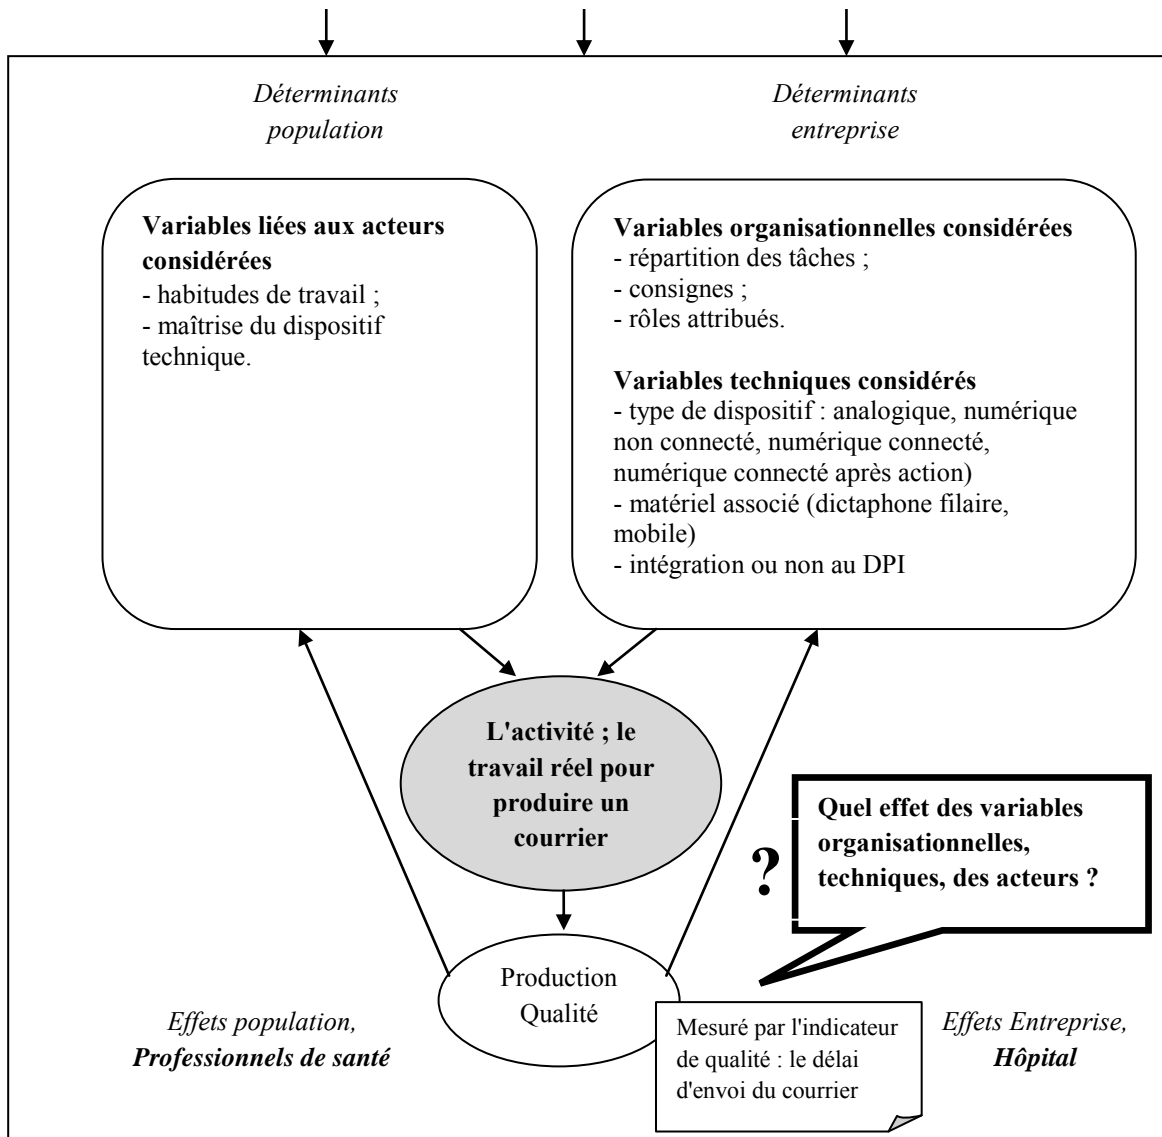 Déterminants
population
Déterminants
entreprise
Variables liées aux acteurs
considérées
- habitudes de travail ;
- maîtrise du dispositif
technique.
Variables organisationnelles considérées
- répartition des tâches ;
- consignes ;
- rôles attribués.
Variables techniques considérés
- type de dispositif : analogique, numérique
non connecté, numérique connecté,
numérique connecté après action)
- matériel associé (dictaphone filaire,
mobile)
- intégration ou non au DPI
L'activité ; le
travail réel pour
produire un
courrier
?
Quel effet des variables
organisationnelles,
techniques, des acteurs ?
Production
Qualité
Effets population,
Professionnels de santé
Mesuré par l'indicateur
de qualité : le délai
d'envoi du courrier
Effets Entreprise,
Hôpital